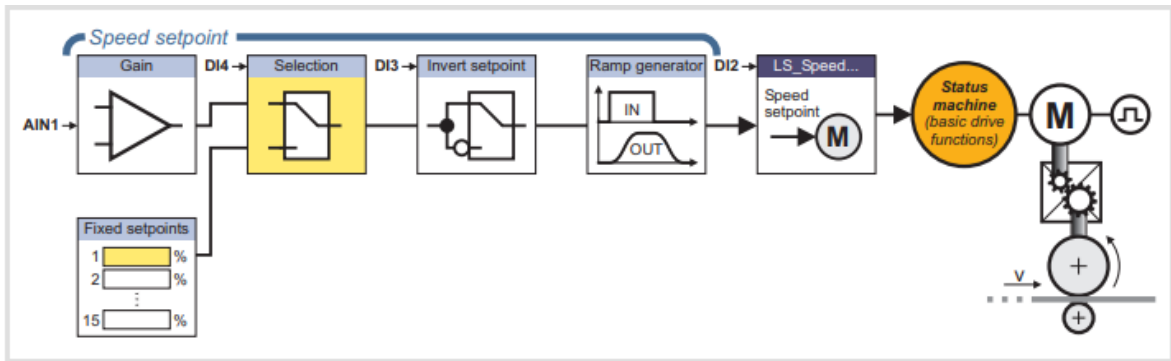 Speed setpoint
Gain
DI4
Selection
DI3
Invert setpoint
Ramp generator
DI2
LS_Speed...
AIN1
IN
OUT
Speed
setpoint
M
Status
machine
(basic drive
functions)
M
Fixed setpoints
1 %
2 %
⋮
15 %
V
+
+